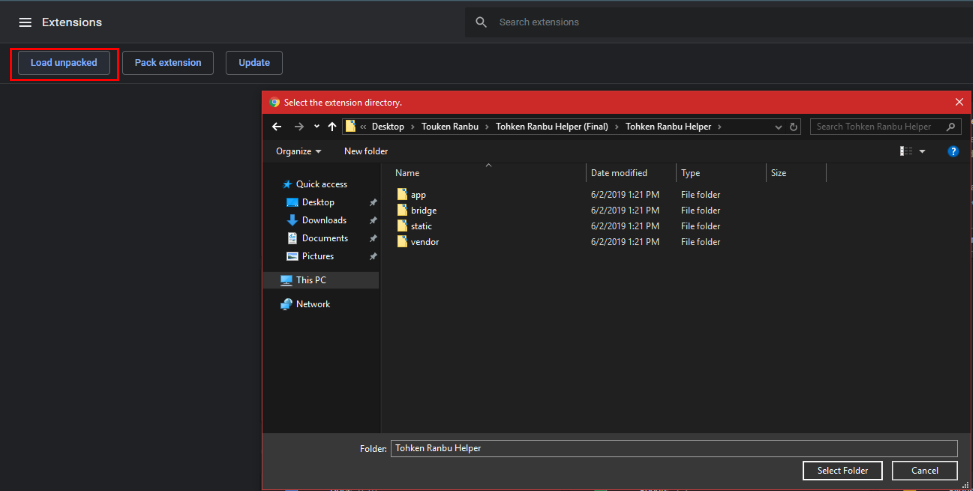 Extensions
Search extensions
Load unpacked
Pack extension
Update
Select the extension directory.
« Desktop > Touken Ranbu > Tohken Ranbu Helper (Final) > Tohken Ranbu Helper >
Search Tohken Ranbu Helper
Organize
New folder
?
Name
Date modified
Type
Size
Quick access
Desktop
Downloads
Documents
Pictures
This PC
Network
app 6/2/2019 1:21 PM File folder
bridge 6/2/2019 1:21 PM File folder
static 6/2/2019 1:21 PM File folder
vendor 6/2/2019 1:21 PM File folder
Folder: Tohken Ranbu Helper
Select Folder
Cancel